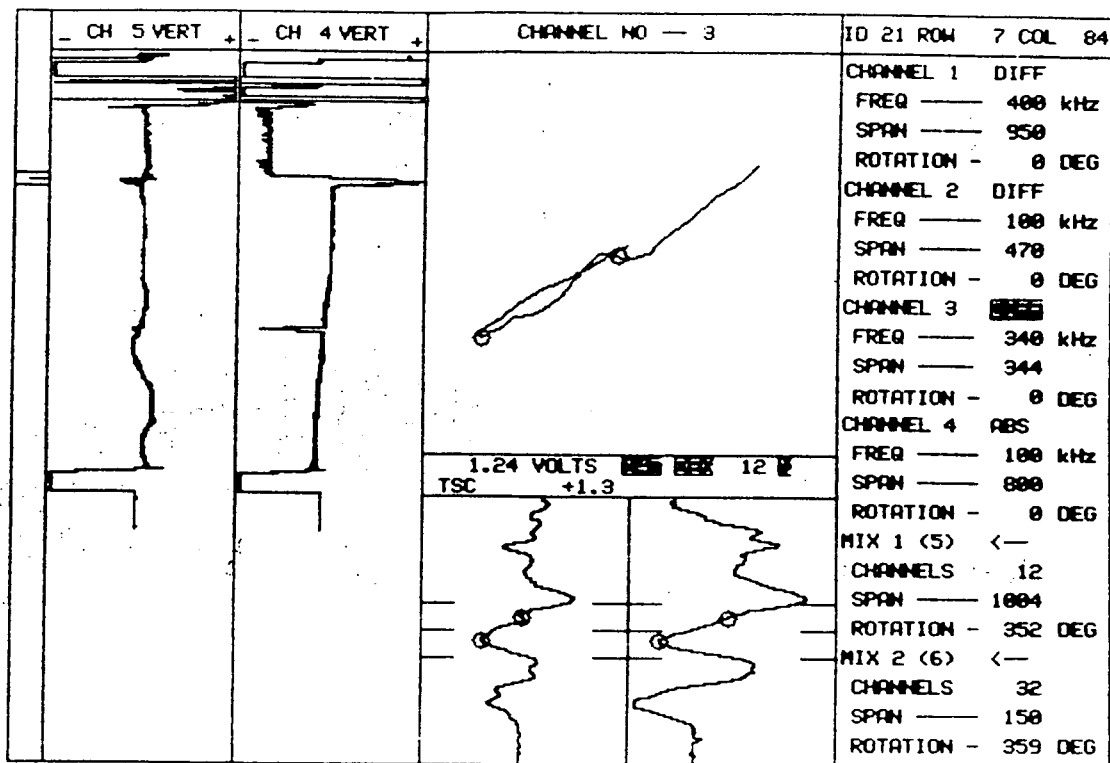 _ CH 5 VERT +
_ CH 4 VERT +
CHANNEL NO — 3
ID 21 ROW 7 COL 84
CHANNEL 1 DIFF
FREQ —— 400 kHz
SPAN —— 950
ROTATION - 0 DEG
CHANNEL 2 DIFF
FREQ —— 100 kHz
SPAN —— 470
ROTATION - 0 DEG
CHANNEL 3
FREQ —— 340 kHz
SPAN —— 344
ROTATION - 0 DEG
CHANNEL 4 ABS
FREQ —— 100 kHz
SPAN —— 800
ROTATION - 0 DEG
MIX 1 (5) <—
CHANNELS 12
SPAN —— 1004
ROTATION - 352 DEG
MIX 2 (6) <—
CHANNELS 32
SPAN —— 150
ROTATION - 359 DEG
1.24 VOLTS 12
TSC +1.3